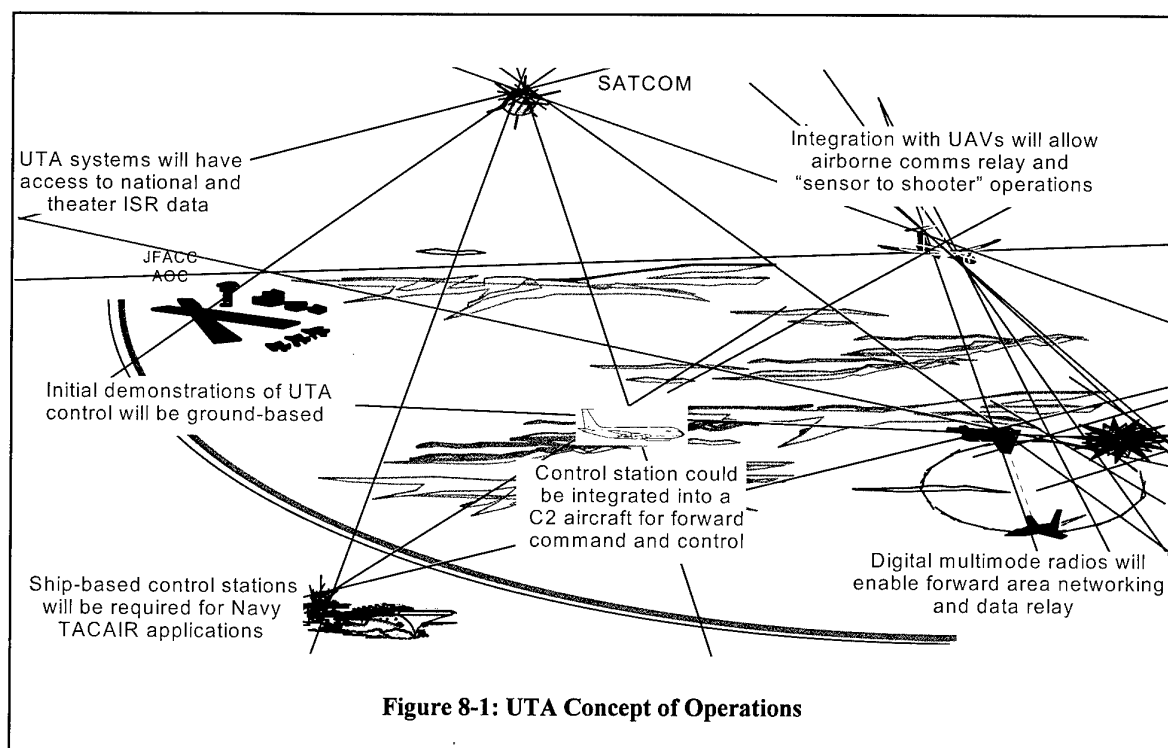 SATCOM
UTA systems will have
access to national and
theater ISR data
Integration with UAVs will allow
airborne comms relay and
“sensor to shooter” operations
JFACC
AOC
Initial demonstrations of UTA
control will be ground-based
Control station could
be integrated into a
C2 aircraft for forward
command and control
Ship-based control stations
will be required for Navy
TACAIR applications
Digital multimode radios will
enable forward area networking
and data relay
Figure 8-1: UTA Concept of Operations